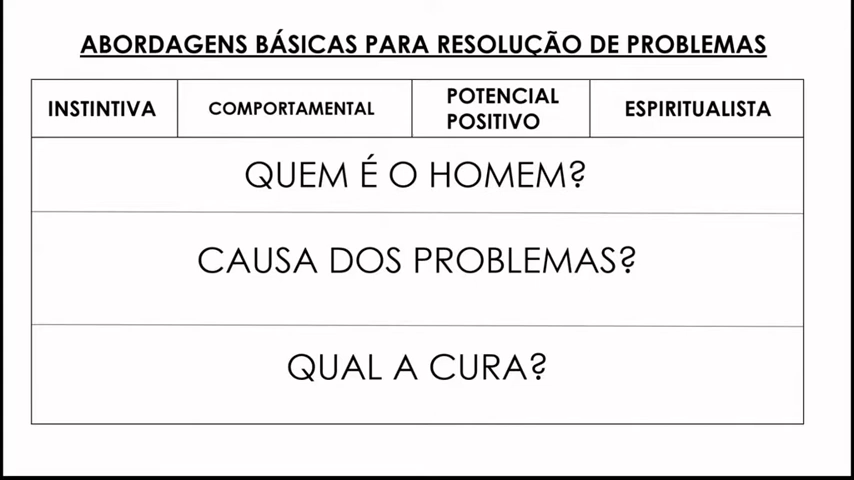 ABORDAGENS BÁSICAS PARA RESOLUÇÃO DE PROBLEMAS
INSTINTIVA
COMPORTAMENTAL
POTENCIAL
POSITIVO
ESPIRITUALISTA
QUEM É O HOMEM?
CAUSA DOS PROBLEMAS?
QUAL A CURA?